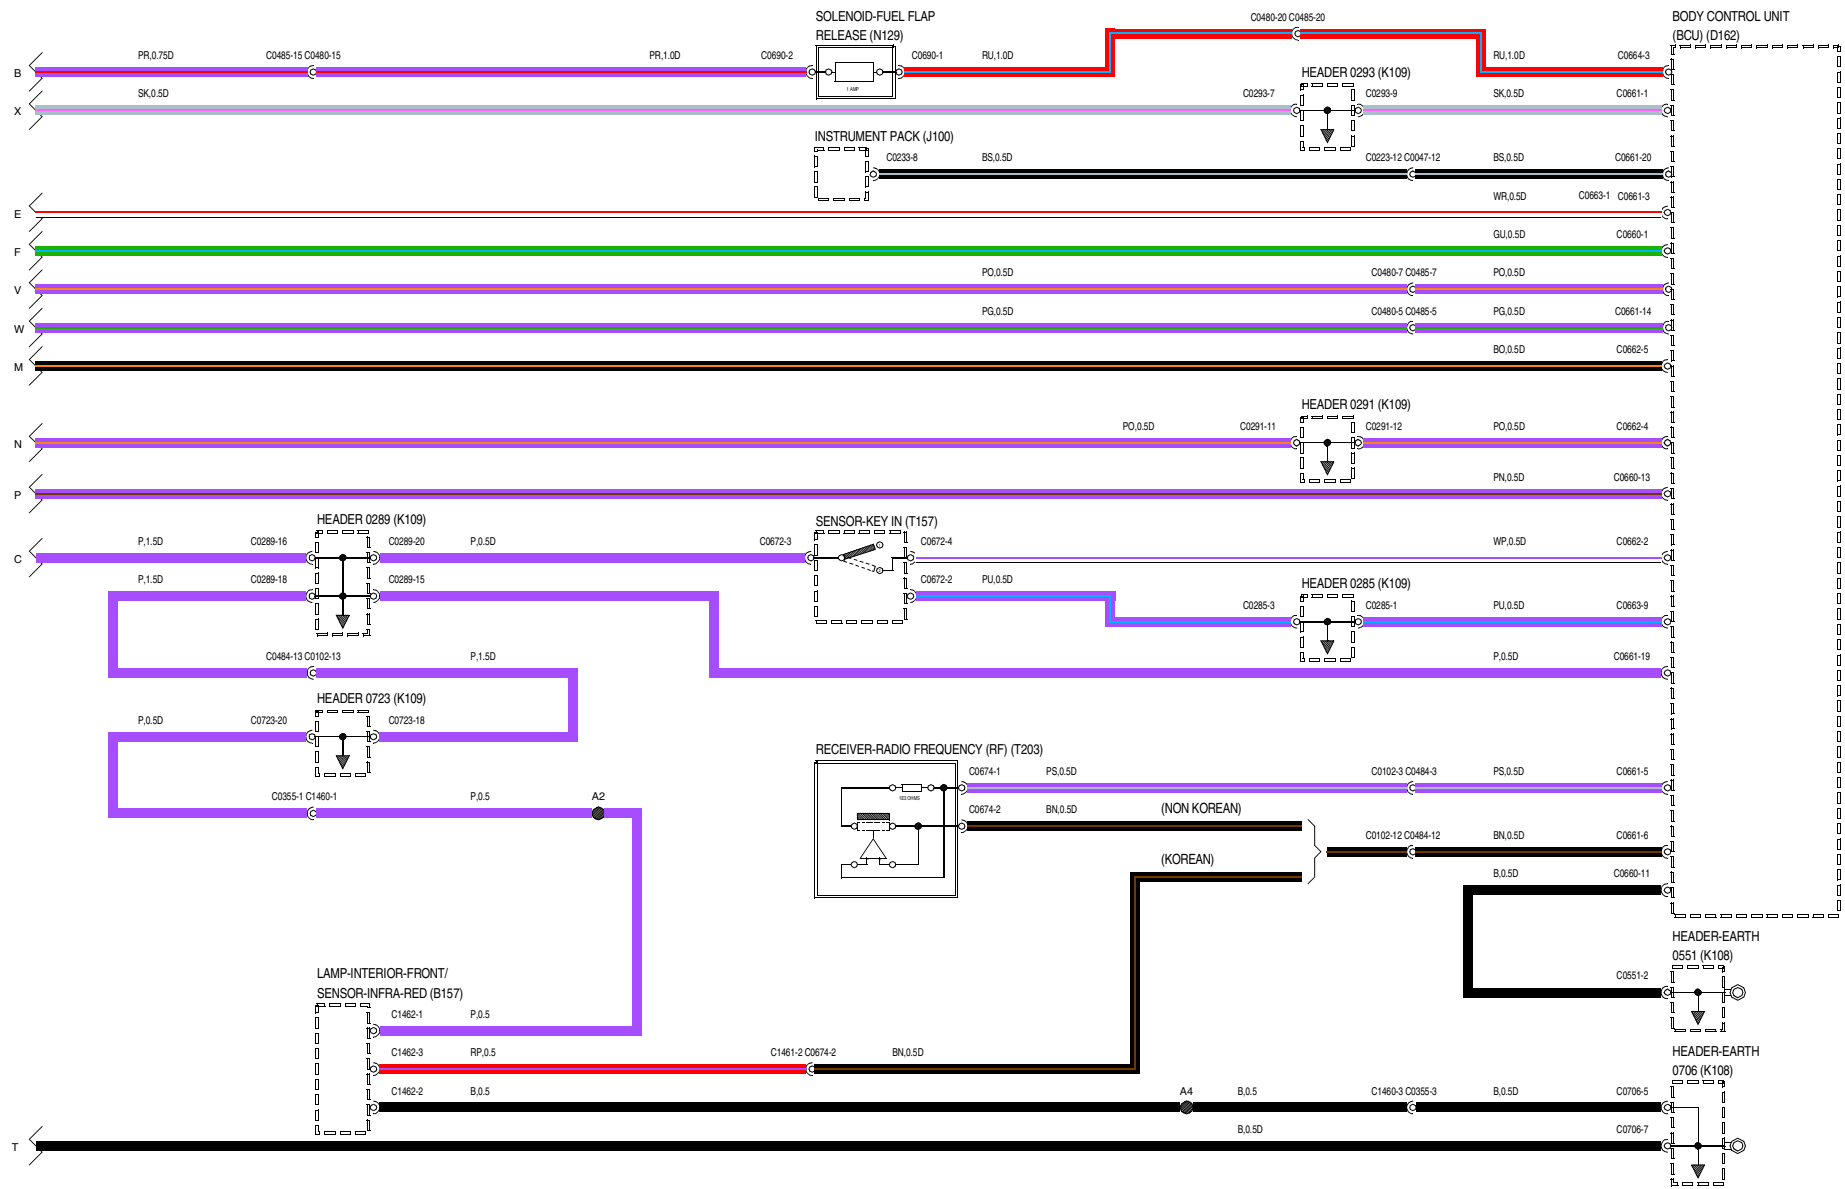 SOLENOID-FUEL FLAP
RELEASE (N129)
C0480-20 C0485-20
BODY CONTROL UNIT
(BCU) (D162)
B
PR,0.75D
C0485-15 C0480-15
PR,1.0D
C0690-2
1 AMP
C0690-1
RU,1.0D
RU,1.0D
C0664-3
HEADER 0293 (K109)
X
SK,0.5D
C0293-7
C0293-9
SK,0.5D
C0661-1
INSTRUMENT PACK (J100)
C0233-8
BS,0.5D
C0223-12 C0047-12
BS,0.5D
C0661-20
E
WR,0.5D
C0663-1
C0661-3
F
GU,0.5D
C0660-1
V
PO,0.5D
C0480-7 C0485-7
PO,0.5D
W
PG,0.5D
C0480-5 C0485-5
PG,0.5D
C0661-14
M
BO,0.5D
C0662-5
HEADER 0291 (K109)
N
PO,0.5D
C0291-11
C0291-12
PO,0.5D
C0662-4
P
PN,0.5D
C0660-13
HEADER 0289 (K109)
SENSOR-KEY IN (T157)
C
P,1.5D
C0289-16
C0289-20
P,0.5D
C0672-3
C0672-4
WP,0.5D
C0662-2
P,1.5D
C0289-18
C0289-15
C0672-2
PU,0.5D
HEADER 0285 (K109)
C0285-3
C0285-1
PU,0.5D
C0663-9
C0484-13 C0102-13
P,1.5D
P,0.5D
C0661-19
HEADER 0723 (K109)
P,0.5D
C0723-20
C0723-18
RECEIVER-RADIO FREQUENCY (RF) (T203)
C0674-1
PS,0.5D
C0102-3 C0484-3
PS,0.5D
C0661-5
C0355-1 C1460-1
P,0.5
A2
C0674-2
BN,0.5D
(NON KOREAN)
C0102-12 C0484-12
BN,0.5D
C0661-6
(KOREAN)
B,0.5D
C0660-11
HEADER-EARTH
0551 (K108)
C0551-2
LAMP-INTERIOR-FRONT/
SENSOR-INFRA-RED (B157)
C1462-1
P,0.5
C1462-3
RP,0.5
C1461-2 C0674-2
BN,0.5D
HEADER-EARTH
0706 (K108)
C1462-2
B,0.5
A4
B,0.5
C1460-3 C0355-3
B,0.5D
C0706-5
T
B,0.5D
C0706-7